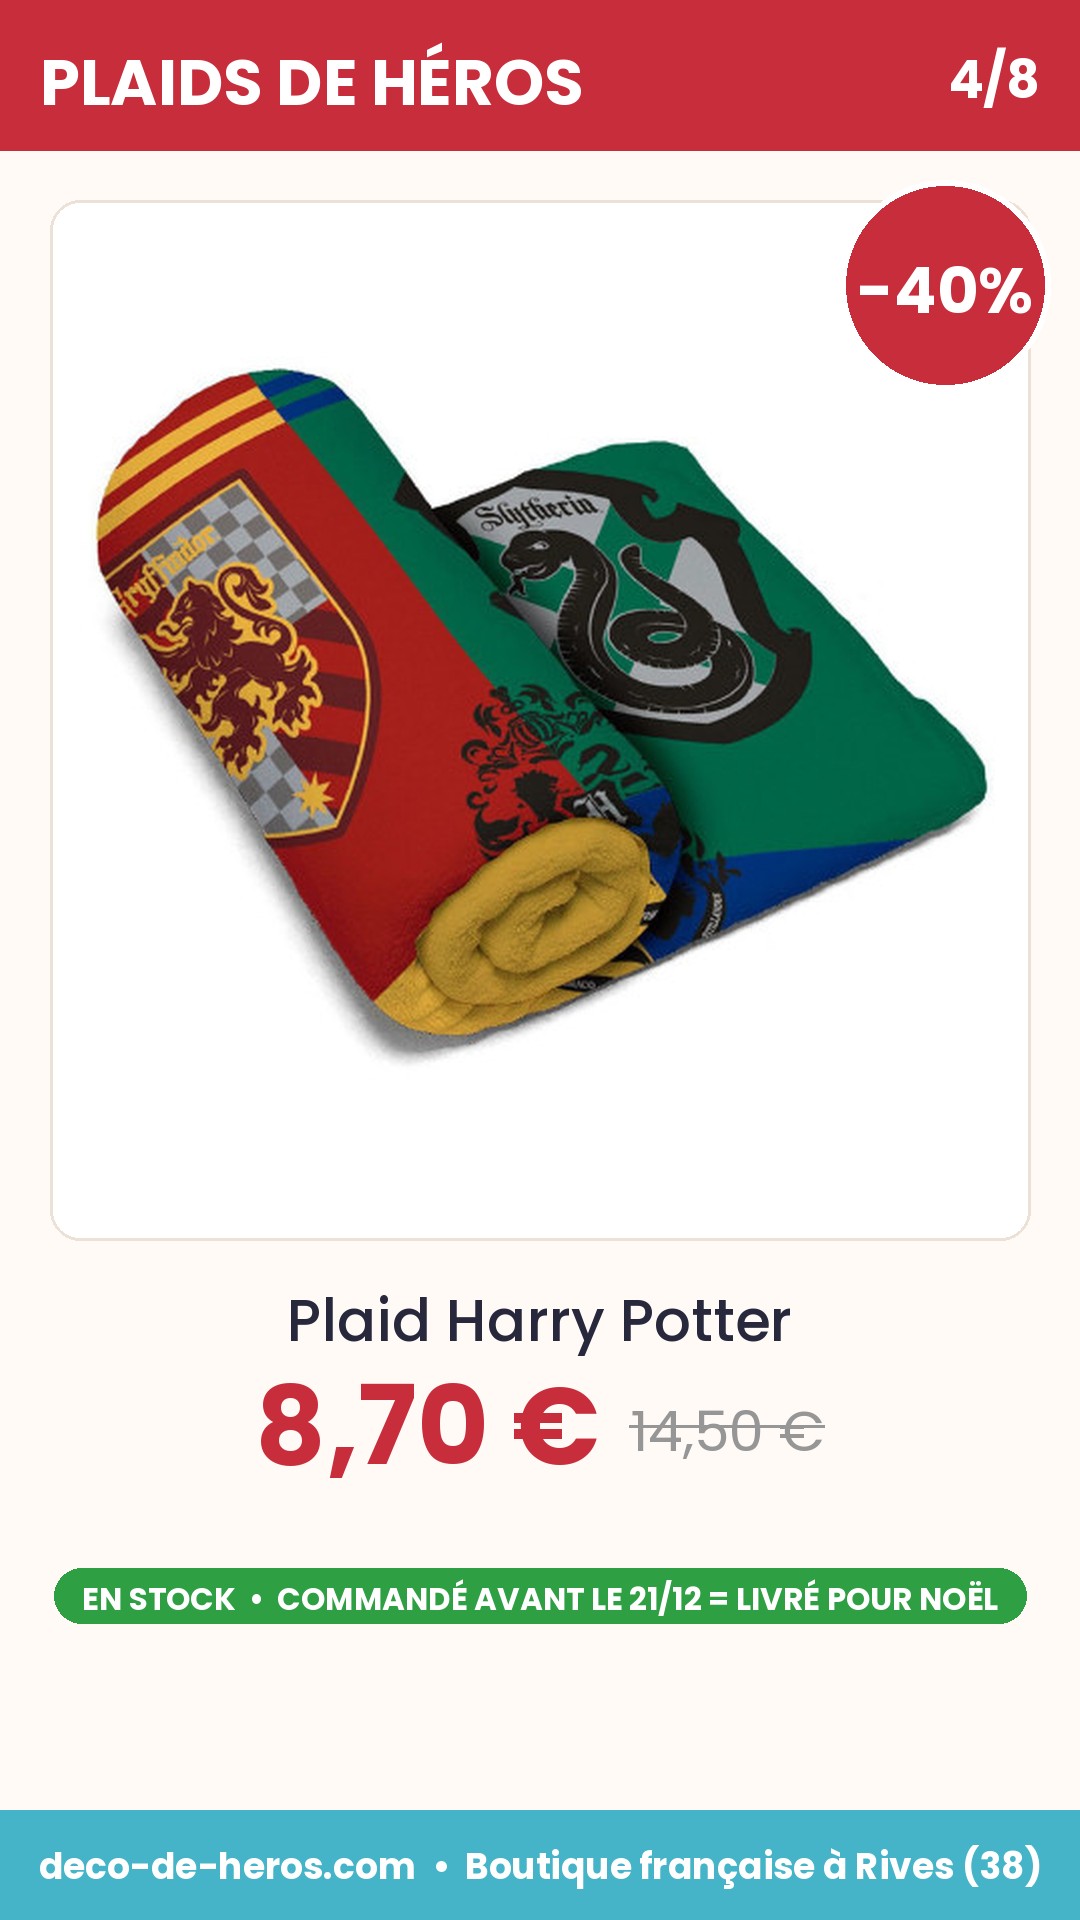 PLAIDS DE HÉROS
4/8
-40%
Gryffindor
Slytherin
H
Plaid Harry Potter
8,70 € 14,50 €
EN STOCK • COMMANDÉ AVANT LE 21/12 = LIVRÉ POUR NOËL
deco-de-heros.com • Boutique française à Rives (38)